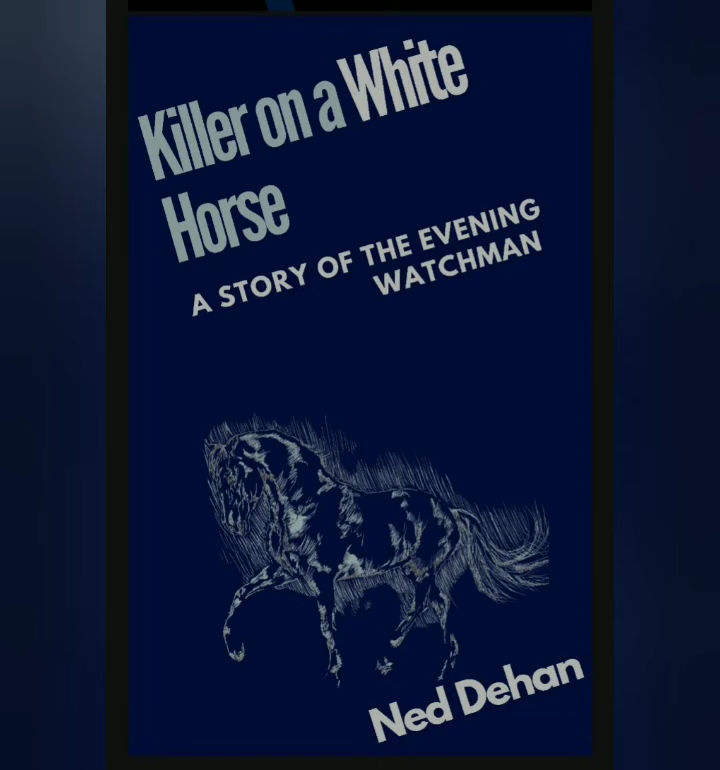 Killer on a White
Horse
A STORY OF THE EVENING
WATCHMAN
Ned Dehan